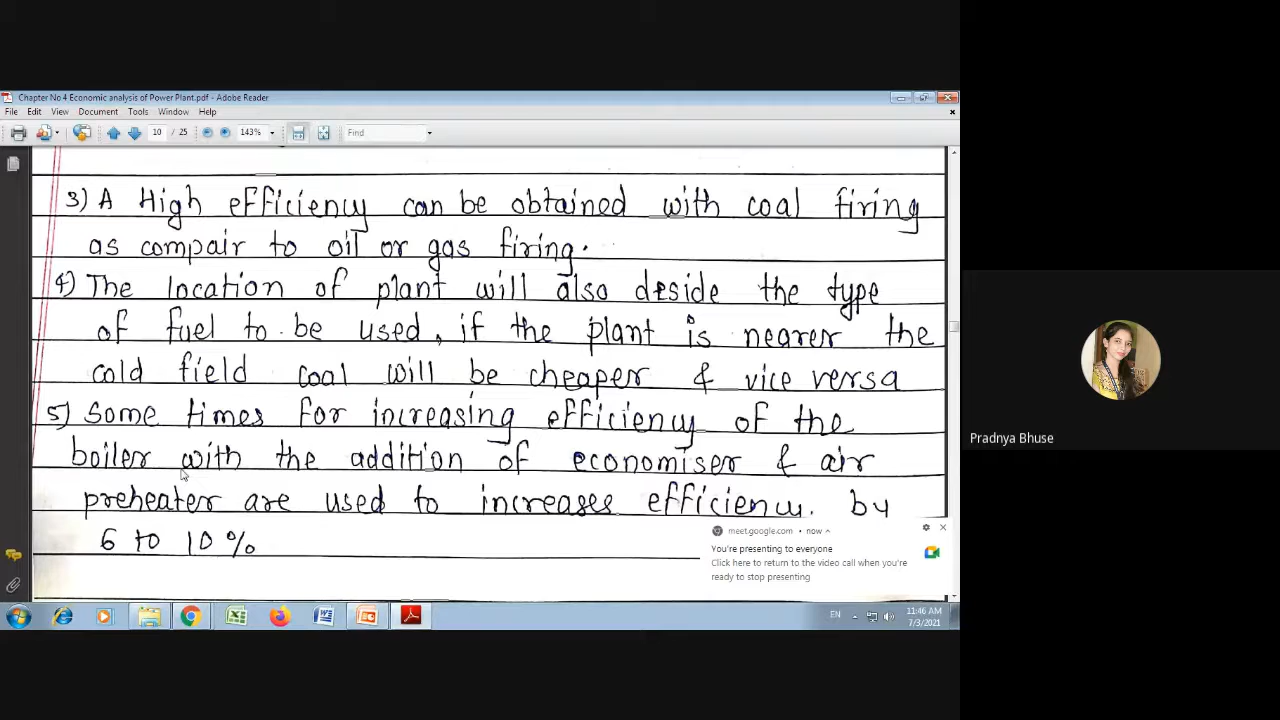 Chapter No 4 Economic analysis of Power Plant.pdf - Adobe Reader
File Edit View Document Tools Window Help
10 / 25 143% Find
3) A High efficiency can be obtained with coal firing
as compair to oil or gas firing.
4) The location of plant will also deside the type
of fuel to be used, if the plant is nearer the
cold field coal will be cheaper & vice versa
5) Some times for increasing efficiency of the
boiler with the addition of economiser & air
preheater are used to increases efficiency. by
6 to 10%
meet.google.com • now
You're presenting to everyone
Click here to return to the video call when you're
ready to stop presenting
EN
11:46 AM
7/3/2021
Pradnya Bhuse